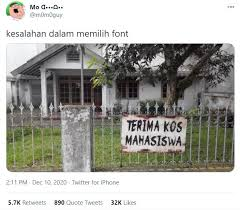 @mlm0guy
kesalahan dalam memilih font
TERIMA KOS
MAHASISWA
2:11 PM · Dec 10, 2020 · Twitter for iPhone
5.7K Retweets 890 Quote Tweets 32K Likes